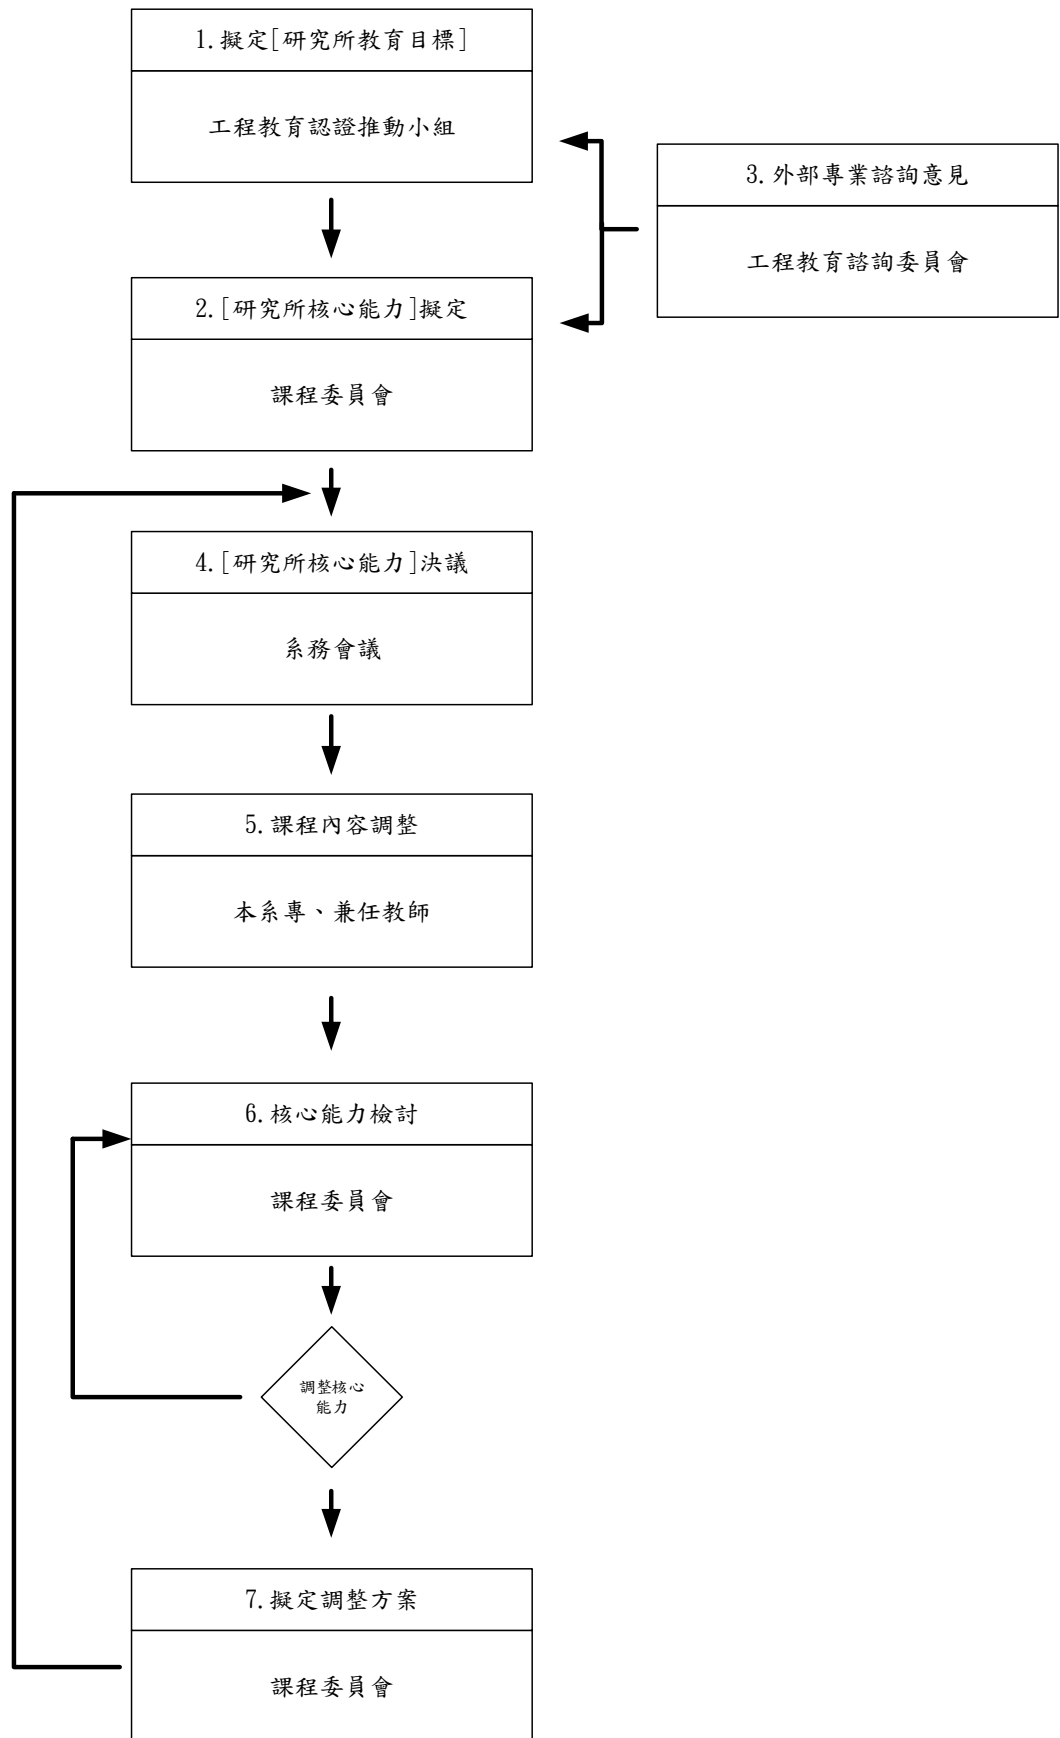 1.擬定[研究所教育目標]
工程教育認證推動小組
3.外部專業諮詢意見
工程教育諮詢委員會
2.[研究所核心能力]擬定
課程委員會
4.[研究所核心能力]決議
系務會議
5.課程內容調整
本系專、兼任教師
6.核心能力檢討
課程委員會
調整核心
能力
7.擬定調整方案
課程委員會